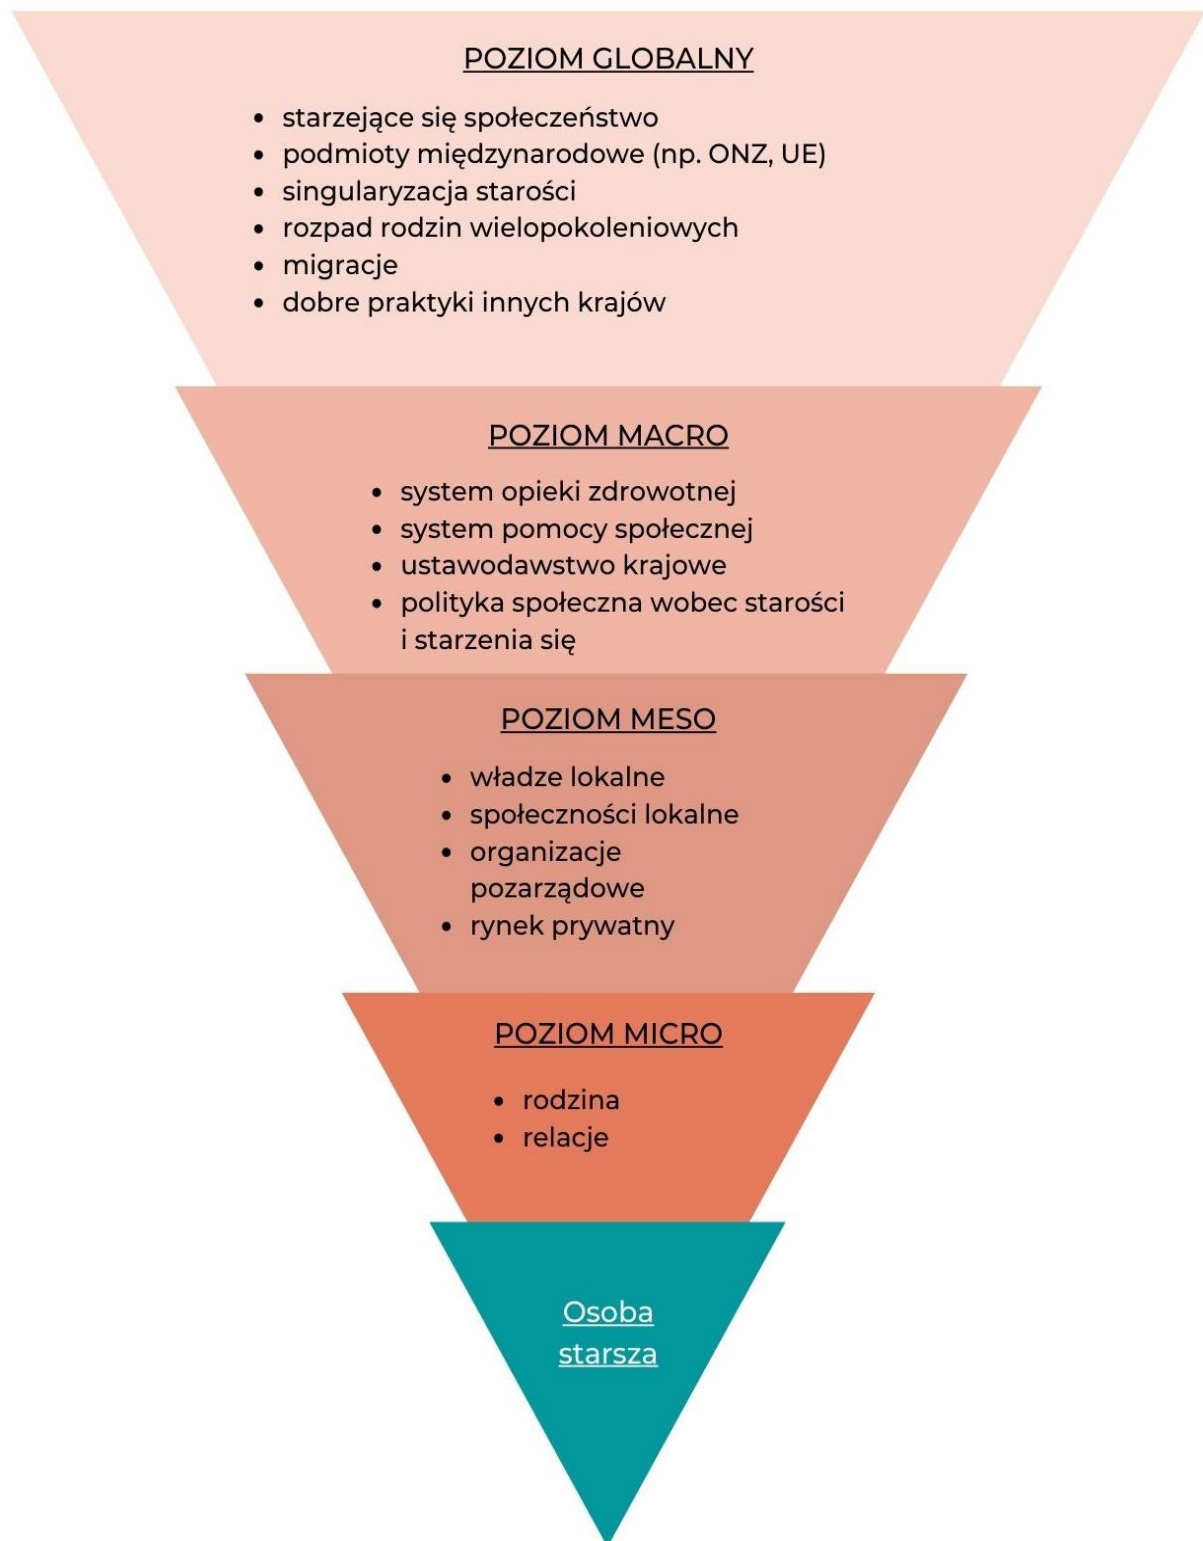 POZIOM GLOBALNY
• starzejące się społeczeństwo
• podmioty międzynarodowe (np. ONZ, UE)
• singularyzacja starości
• rozpad rodzin wielopokoleniowych
• migracje
• dobre praktyki innych krajów
POZIOM MACRO
• system opieki zdrowotnej
• system pomocy społecznej
• ustawodawstwo krajowe
• polityka społeczna wobec starości
i starzenia się
POZIOM MESO
• władze lokalne
• społeczności lokalne
• organizacje
pozarządowe
• rynek prywatny
POZIOM MICRO
• rodzina
• relacje
Osoba
starsza